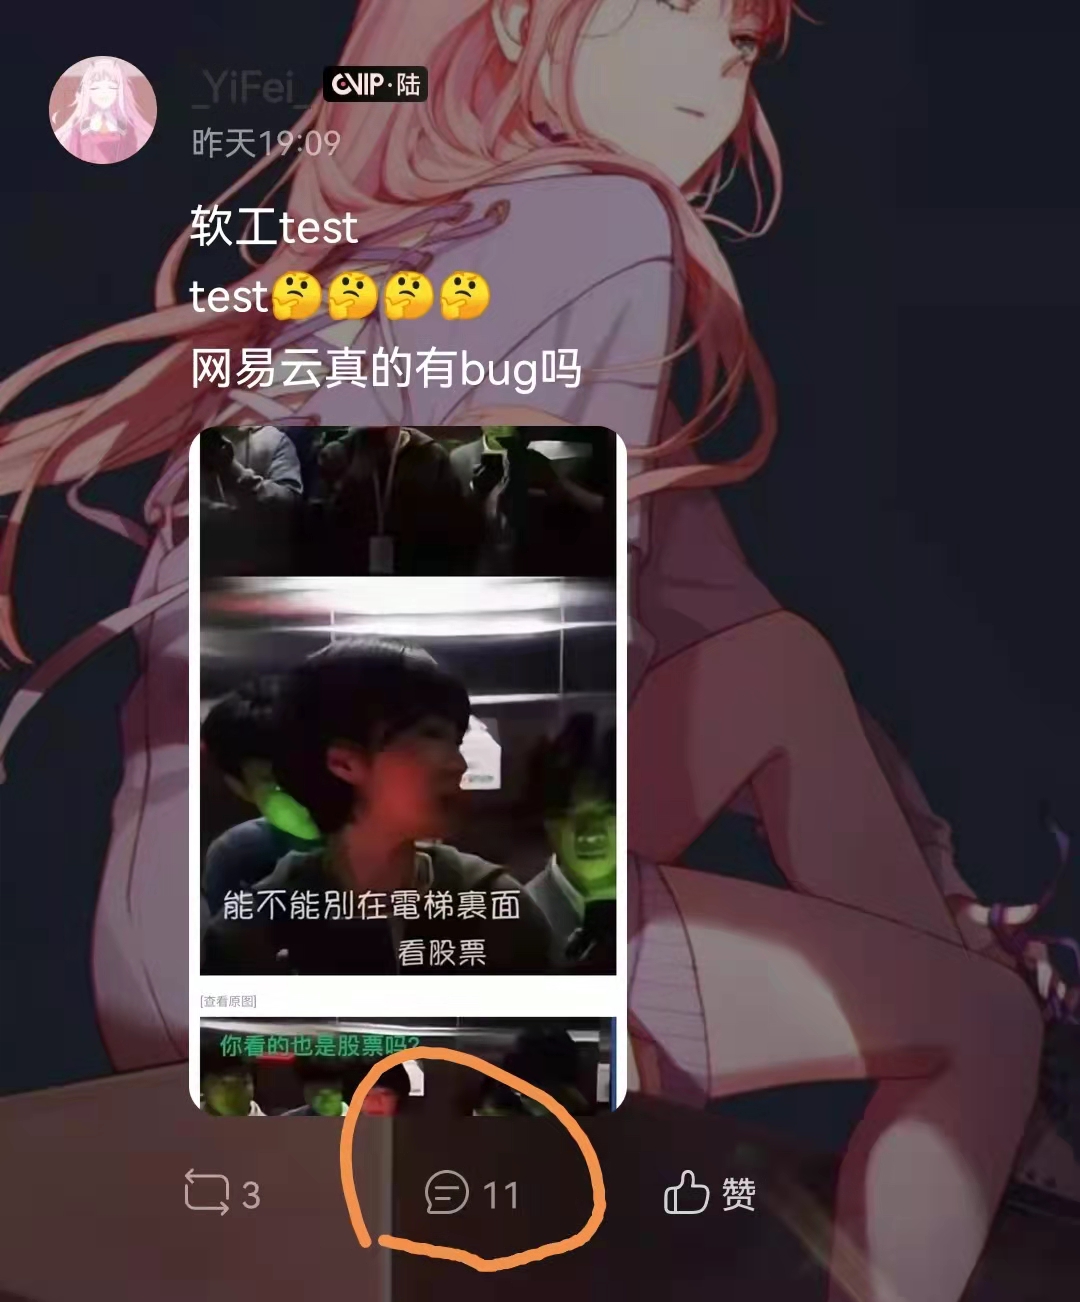 _YiFei_ CVIP·陆
昨天19:09
软工test
test🤔🤔🤔🤔
网易云真的有bug吗
能不能別在電梯裏面
看股票
[查看原图]
你看的也是股票吗?
3 11 赞